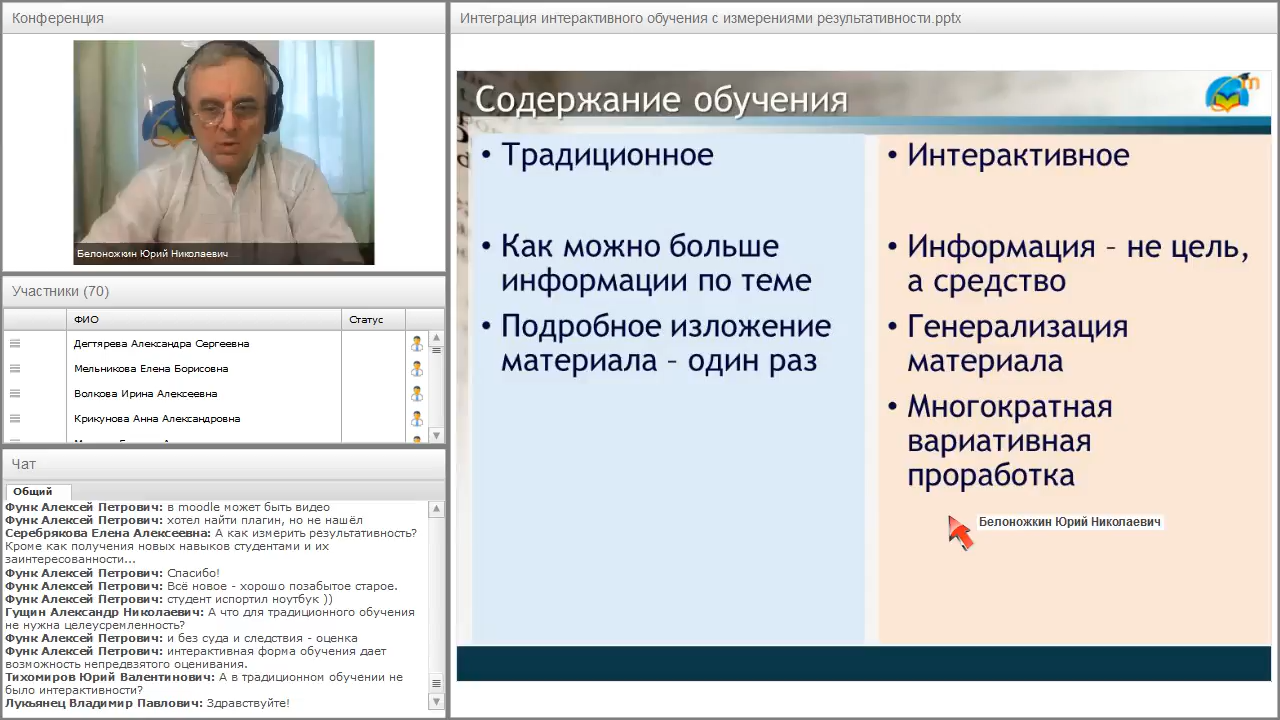 Конференция
Белоножкин Юрий Николаевич
Участники (70)
ФИО
Статус
Дегтярева Александра Сергеевна
Мельникова Елена Борисовна
Волкова Ирина Алексеевна
Крикунова Анна Александровна
Чат
Общий
Функ Алексей Петрович: в moodle может быть видео
Функ Алексей Петрович: хотел найти плагин, но не нашёл
Серебрякова Елена Алексеевна: А как измерить результативность?
Кроме как получения новых навыков студентами и их
заинтересованности...
Функ Алексей Петрович: Спасибо!
Функ Алексей Петрович: Всё новое - хорошо позабытое старое.
Функ Алексей Петрович: студент испортил ноутбук ))
Гущин Александр Николаевич: А что для традиционного обучения
не нужна целеусремленность?
Функ Алексей Петрович: и без суда и следствия - оценка
Функ Алексей Петрович: интерактивная форма обучения дает
возможность непредвзятого оценивания.
Тихомиров Юрий Валентинович: А в традиционном обучении не
было интерактивности?
Лукьянец Владимир Павлович: Здравствуйте!
Интеграция интерактивного обучения с измерениями результативности.pptx
Содержание обучения
• Традиционное
• Как можно больше
информации по теме
• Подробное изложение
материала – один раз
• Интерактивное
• Информация – не цель,
а средство
• Генерализация
материала
• Многократная
вариативная
проработка
Белоножкин Юрий Николаевич